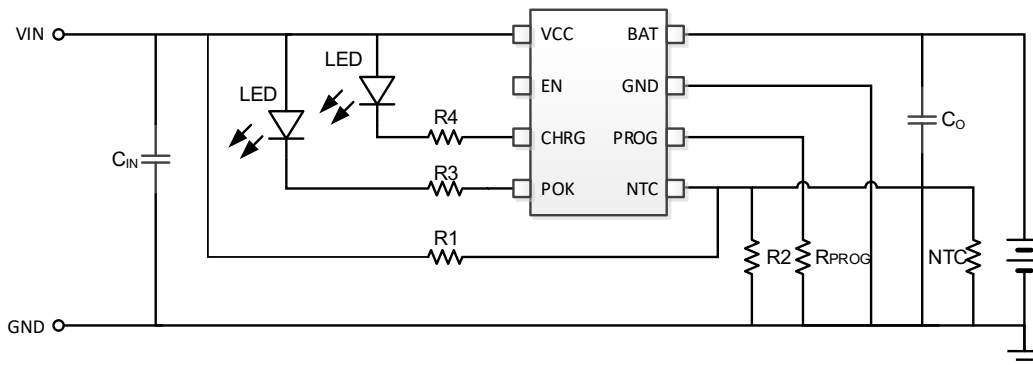 VIN
LED
LED
VCC
BAT
EN
GND
R4
CHRG
PROG
CO
CIN
R3
POK
NTC
R1
R2
RPROG
NTC
GND